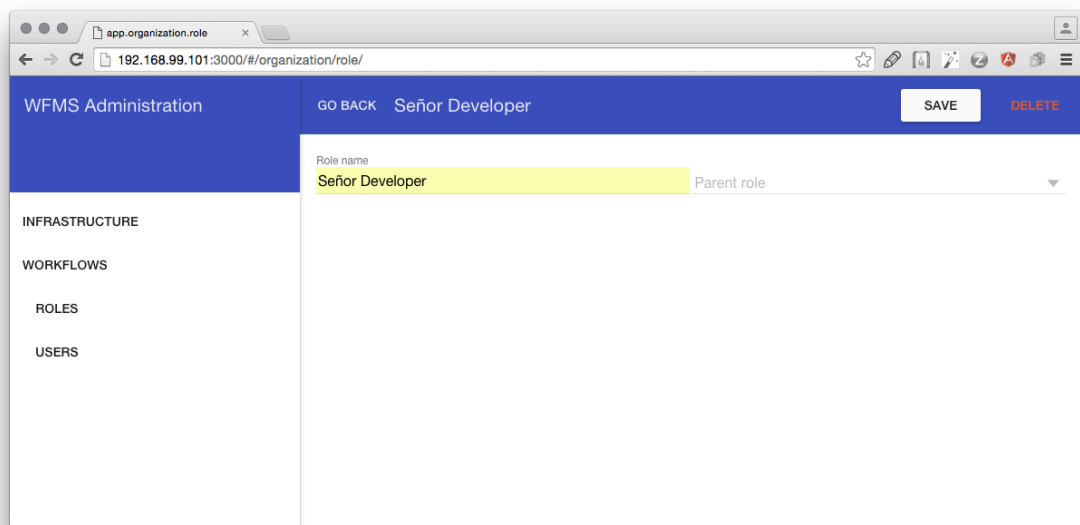 app.organization.role
192.168.99.101:3000/#/organization/role/
WFMS Administration
GO BACK Señor Developer SAVE DELETE
Role name
Señor Developer Parent role
INFRASTRUCTURE
WORKFLOWS
ROLES
USERS